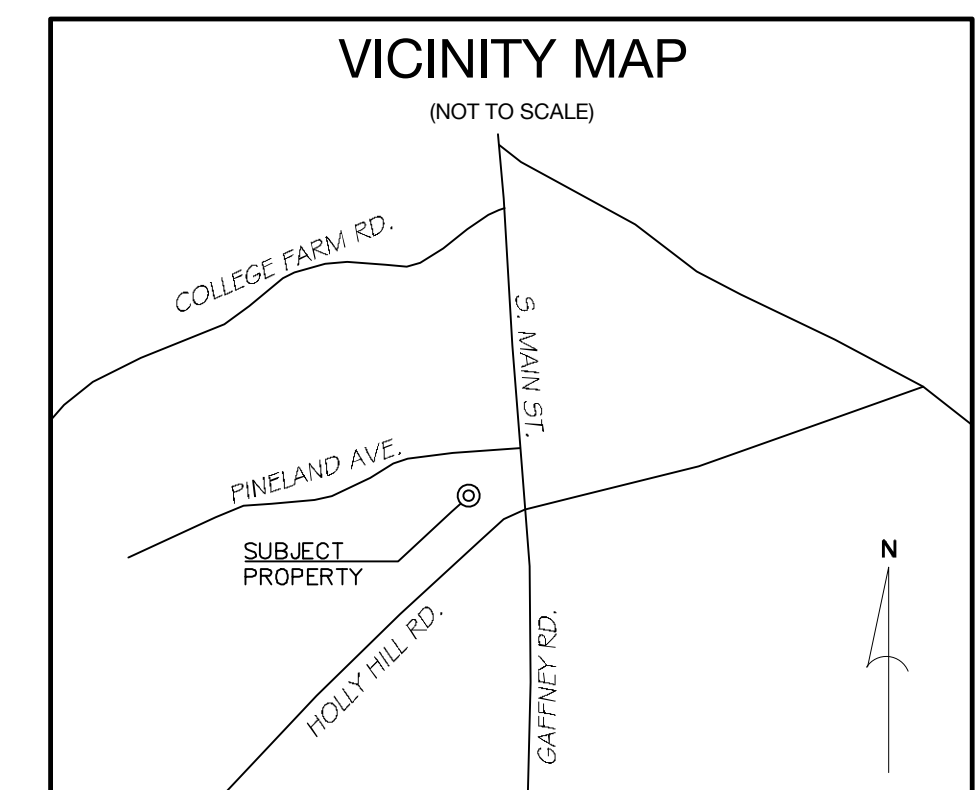 VICINITY MAP
(NOT TO SCALE)
COLLEGE FARM RD.
S. MAIN ST.
PINELAND AVE.
SUBJECT
PROPERTY
N
HOLLY HILL RD.
GAFFNEY RD.